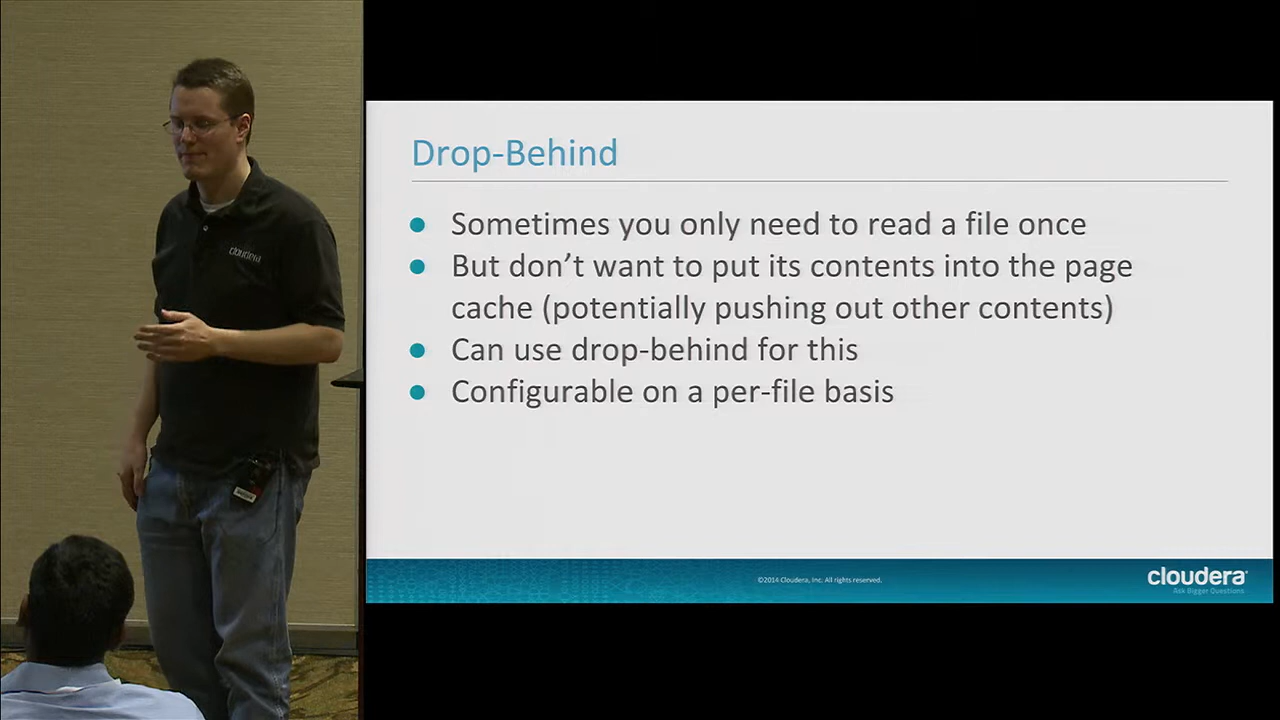 cloudera
Drop-Behind
● Sometimes you only need to read a file once
● But don’t want to put its contents into the page
cache (potentially pushing out other contents)
● Can use drop-behind for this
● Configurable on a per-file basis
©2014 Cloudera, Inc. All rights reserved.
cloudera
Ask Bigger Questions